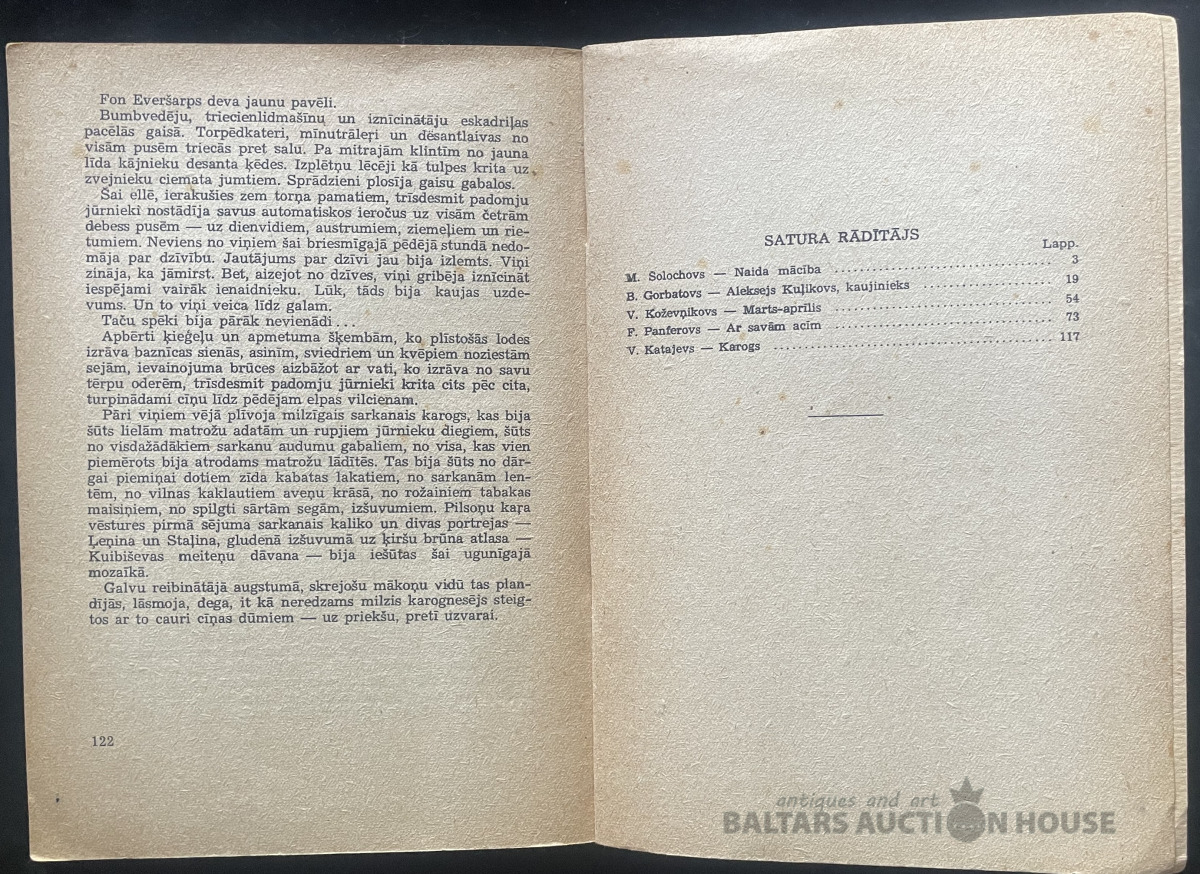 Fon Everšarps deva jaunu pavēli.
Bumbvedēju, triecienlidmašīnu un iznīcinātāju eskadriļas
pacēlās gaisā. Torpēdkateri, mīnutrāleŗi un dēsantlaivas no
visām pusēm triecās pret salu. Pa mitrajām klintīm no jauna
līda kājnieku desanta ķēdes. Izplētņu lēcēji kā tulpes krita uz
zvejnieku ciemata jumtiem. Sprādzieni plosīja gaisu gabalos.
Šai ellē, ierakušies zem torņa pamatiem, trīsdesmit padomju
jūrnieki nostādīja savus automatiskos ieročus uz visām četrām
debess pusēm — uz dienvidiem, austrumiem, ziemeļiem un rie-
tumiem. Neviens no viņiem šai briesmīgajā pēdējā stundā nedo-
māja par dzīvību. Jautājums par dzīvi jau bija izlemts. Viņi
zināja, ka jāmirst. Bet, aizejot no dzīves, viņi gribēja iznīcināt
iespējami vairāk ienaidnieku. Lūk, tāds bija kaujas uzde-
vums. Un to viņi veica līdz galam.
Taču spēki bija pārāk nevienādi...
Apbērti ķieģeļu un apmetuma šķembām, ko plīstošās lodes
izrāva baznīcas sienās, asinīm, sviedriem un kvēpiem noziestām
sejām, ievainojuma brūces aizbāžot ar vati, ko izrāva no savu
tērpu oderēm, trīsdesmit padomju jūrnieki krita cits pēc cita,
turpinādami cīņu līdz pēdējam elpas vilcienam.
Pāri viņiem vējā plīvoja milzīgais sarkanais karogs, kas bija
šūts lielām matrožu adatām un rupjiem jūrnieku diegiem, šūts
no visdažādākiem sarkanu audumu gabaliem, no visa, kas vien
piemērots bija atrodams matrožu lādītēs. Tas bija šūts no dār-
gai piemiņai dotiem zīda kabatas lakatiem, no sarkanām len-
tēm, no vilnas kaklautiem aveņu krāsā, no rožainiem tabakas
maisiņiem, no spilgti sārtām segām, izšuvumiem. Pilsoņu kaŗa
vēstures pirmā sējuma sarkanais kaliko un divas portrejas —
Ļeņina un Staļina, gludenā izšuvumā uz ķiršu brūna atlasa —
Kuibiševas meiteņu dāvana — bija iešūtas šai ugunīgajā
mozaīkā.
Galvu reibinātājā augstumā, skrejošu mākoņu vidū tas plan-
dījās, lāsmoja, dega, it kā neredzams milzis karognesējs steig-
tos ar to cauri cīņas dūmiem — uz priekšu, pretī uzvarai.
122
SATURA RĀDĪTĀJS
Lapp.
M. Solochovs — Naida mācība .......... 3
B. Gorbatovs — Aleksejs Kuļikovs, kaujinieks .......... 19
V. Koževņikovs — Marts-aprīlis .......... 54
F. Panferovs — Ar savām acīm .......... 73
V. Katajevs — Karogs .......... 117
antiques and art
BALTARS AUCTION HOUSE